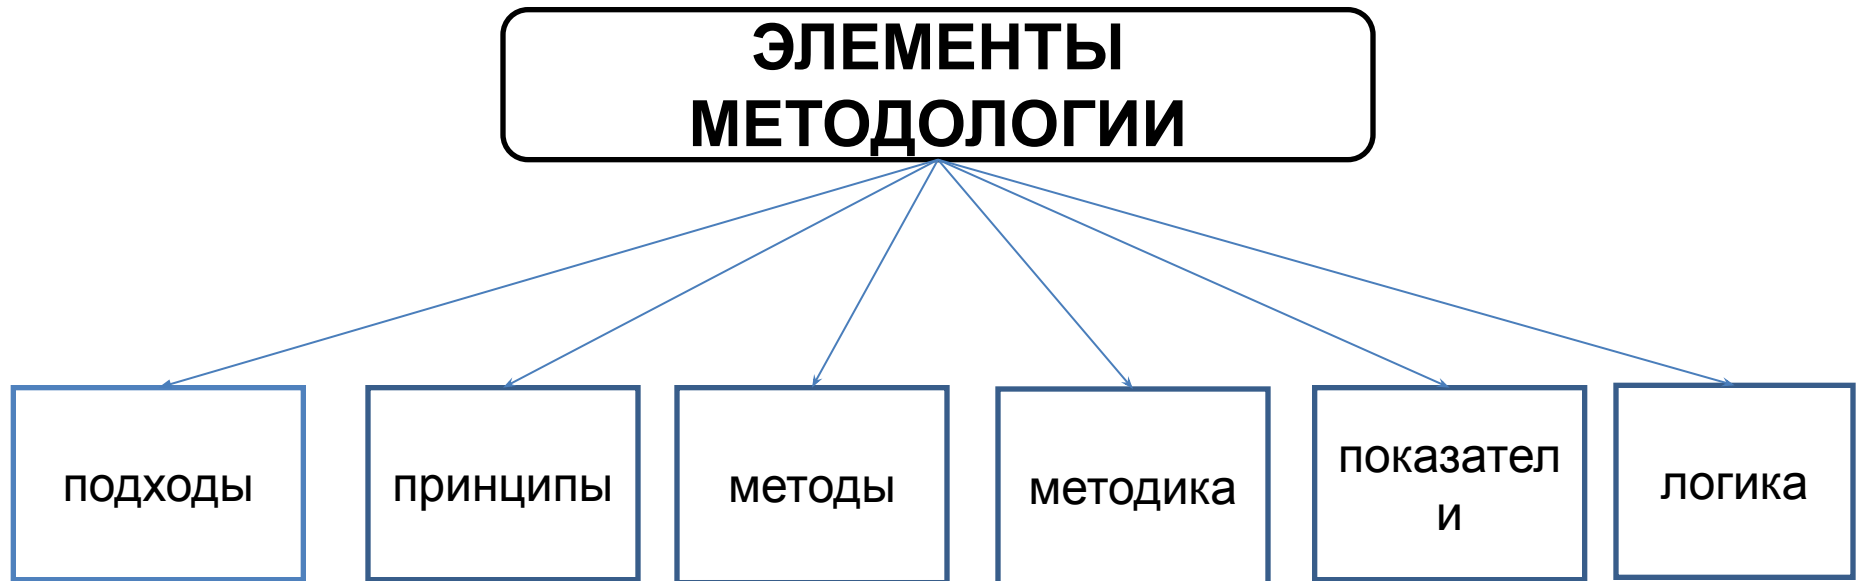 ЭЛЕМЕНТЫ
МЕТОДОЛОГИИ
подходы
принципы
методы
методика
показател
и
логика